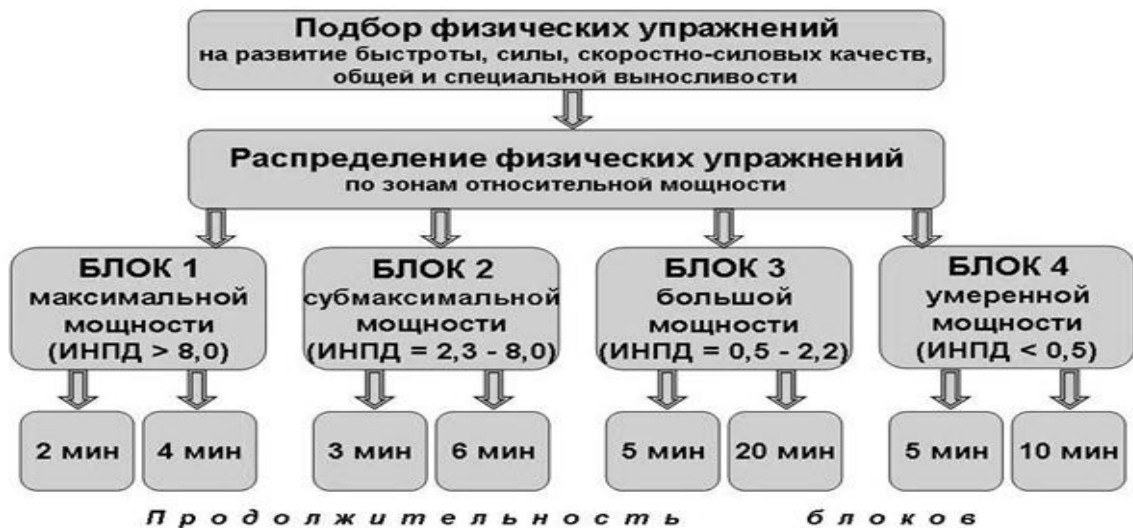 Подбор физических упражнений
на развитие быстроты, силы, скоростно-силовых качеств,
общей и специальной выносливости
Распределение физических упражнений
по зонам относительной мощности
БЛОК 1
максимальной
мощности
(ИНПД > 8,0)
БЛОК 2
субмаксимальной
мощности
(ИНПД = 2,3 - 8,0)
БЛОК 3
большой
мощности
(ИНПД = 0,5 - 2,2)
БЛОК 4
умеренной
мощности
(ИНПД < 0,5)
2 мин
4 мин
3 мин
6 мин
5 мин
20 мин
5 мин
10 мин
Продолжительность блоков